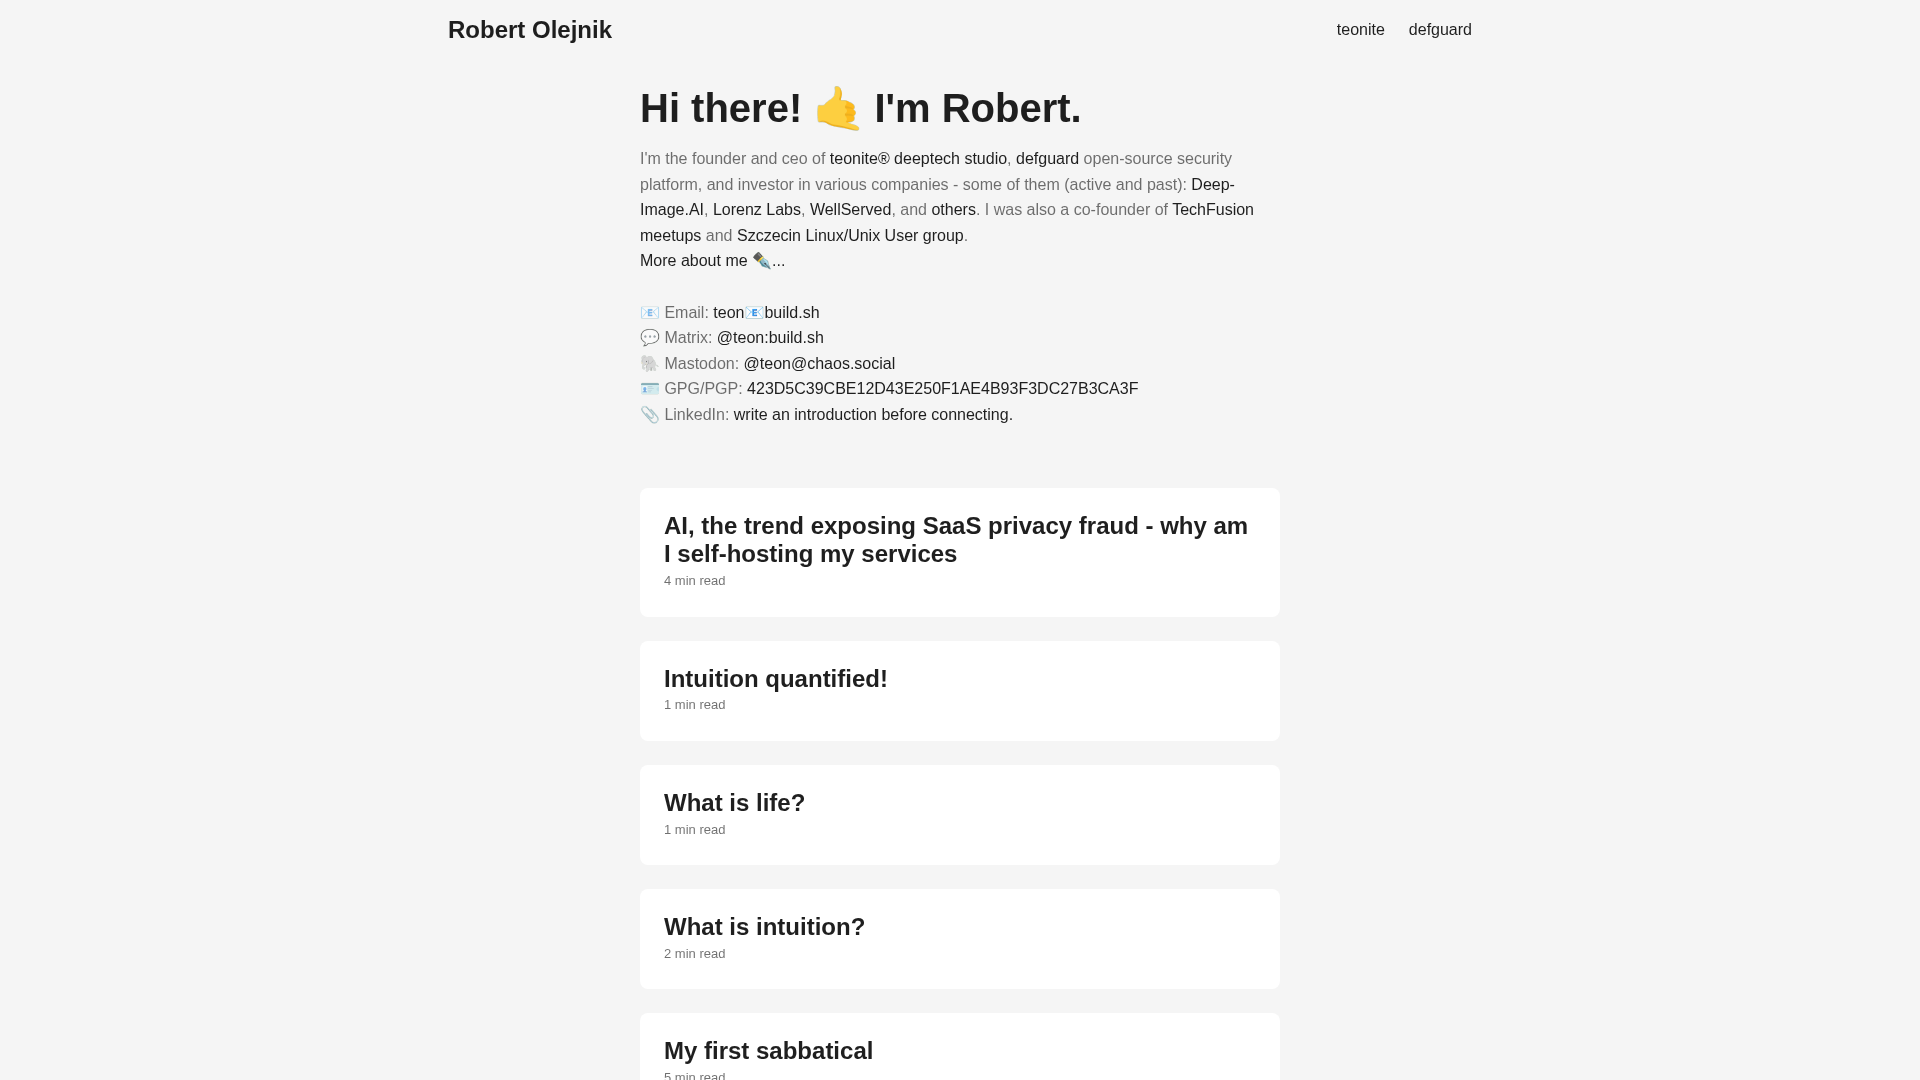 Robert Olejnik
teonite defguard
Hi there! 🤙 I'm Robert.
I'm the founder and ceo of teonite® deeptech studio, defguard open-source security
platform, and investor in various companies - some of them (active and past): Deep-
Image.AI, Lorenz Labs, WellServed, and others. I was also a co-founder of TechFusion
meetups and Szczecin Linux/Unix User group.
More about me ✒️...
📧 Email: teon📧build.sh
💬 Matrix: @teon:build.sh
🐘 Mastodon: @teon@chaos.social
🪪 GPG/PGP: 423D5C39CBE12D43E250F1AE4B93F3DC27B3CA3F
📎 LinkedIn: write an introduction before connecting.
AI, the trend exposing SaaS privacy fraud - why am
I self-hosting my services
4 min read
Intuition quantified!
1 min read
What is life?
1 min read
What is intuition?
2 min read
My first sabbatical
5 min read